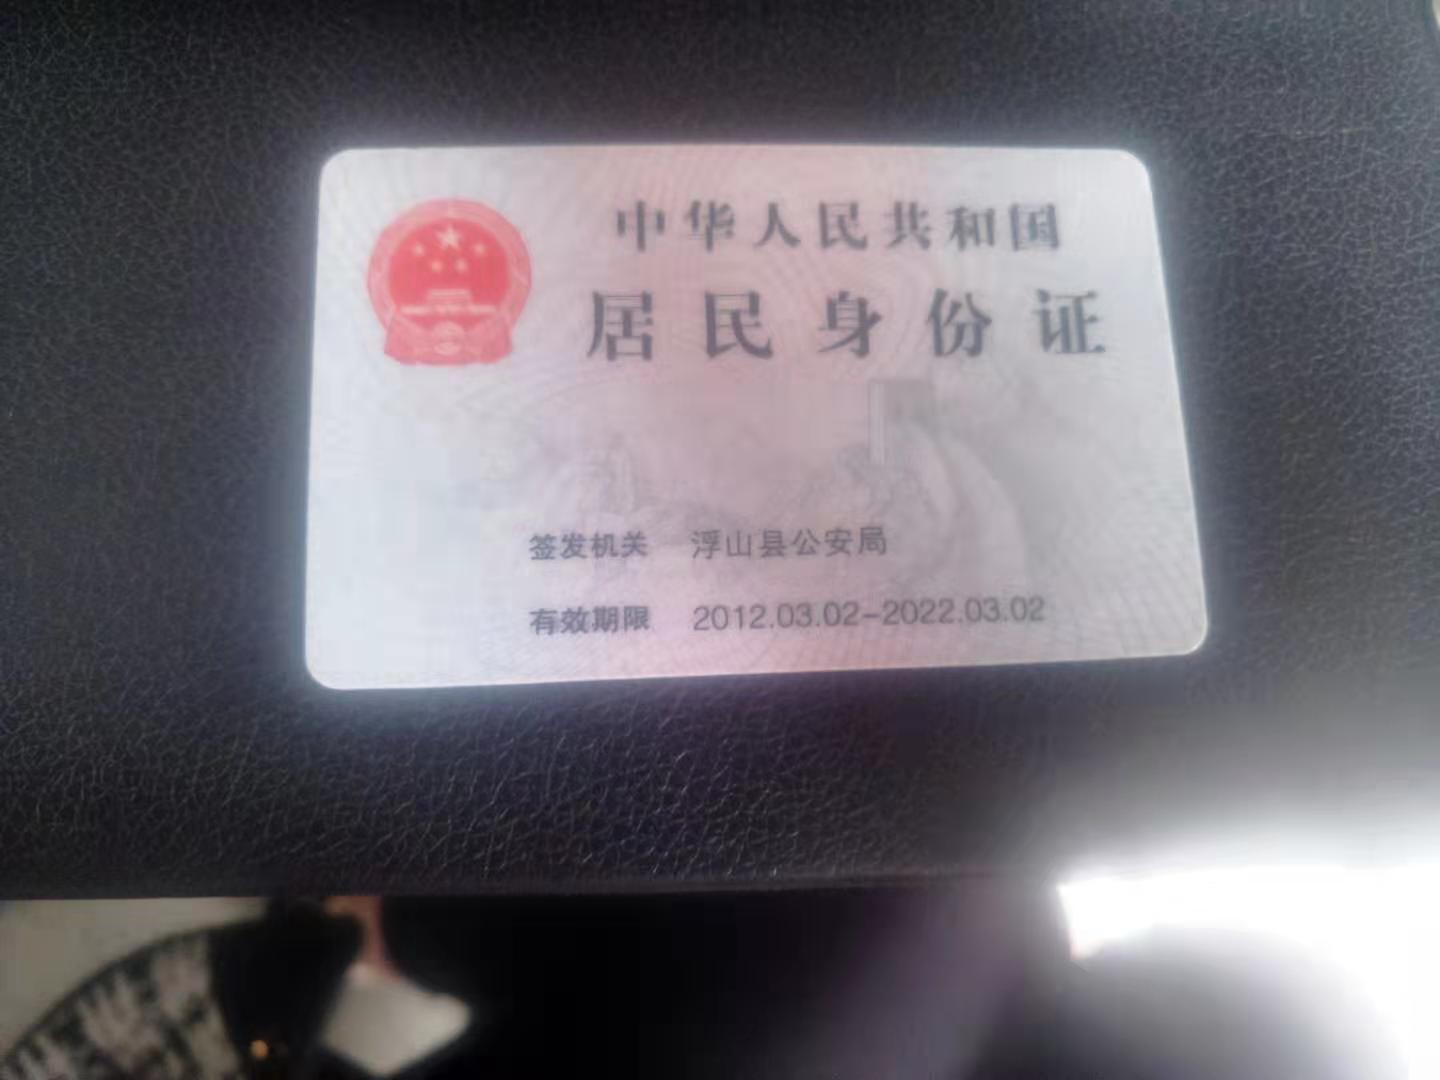 中华人民共和国
居民身份证
签发机关 浮山县公安局
有效期限 2012.03.02-2022.03.02